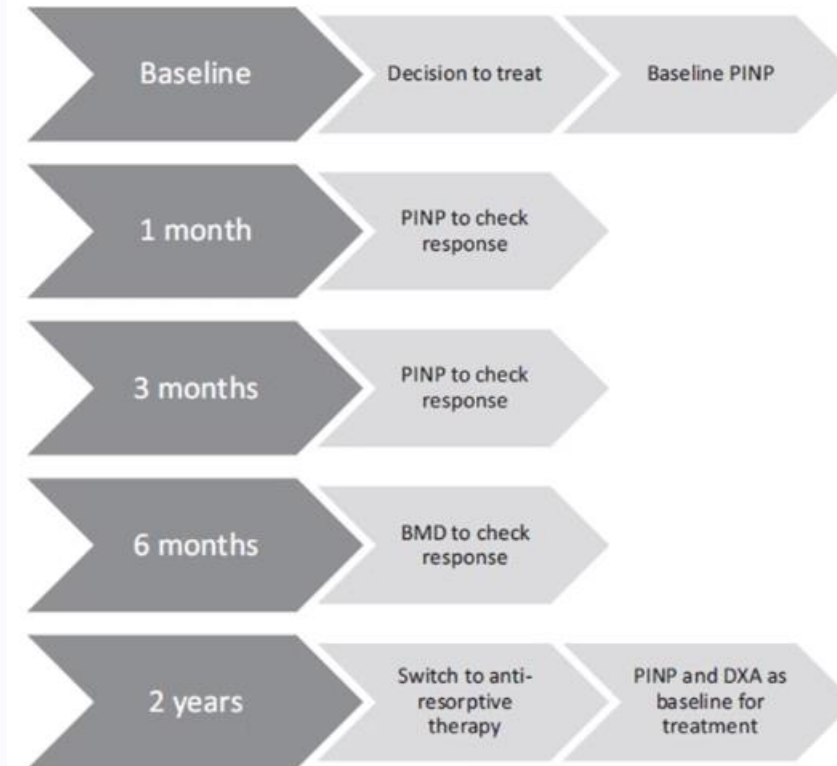 Baseline
Decision to treat
Baseline PINP
1 month
PINP to check
response
3 months
PINP to check
response
6 months
BMD to check
response
2 years
Switch to anti-
resorptive
therapy
PINP and DXA as
baseline for
treatment